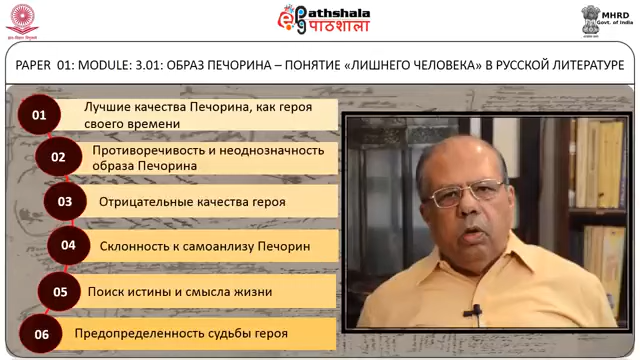 Pathshala
पाठशाला
MHRD
Govt. of India
PAPER 01: MODULE: 3.01: ОБРАЗ ПЕЧОРИНА – ПОНЯТИЕ «ЛИШНЕГО ЧЕЛОВЕКА» В РУССКОЙ ЛИТЕРАТУРЕ
01 Лучшие качества Печорина, как героя
своего времени
02 Противоречивость и неоднозначность
образа Печорина
03 Отрицательные качества героя
04 Склонность к самоанализу Печорин
05 Поиск истины и смысла жизни
06 Предопределенность судьбы героя